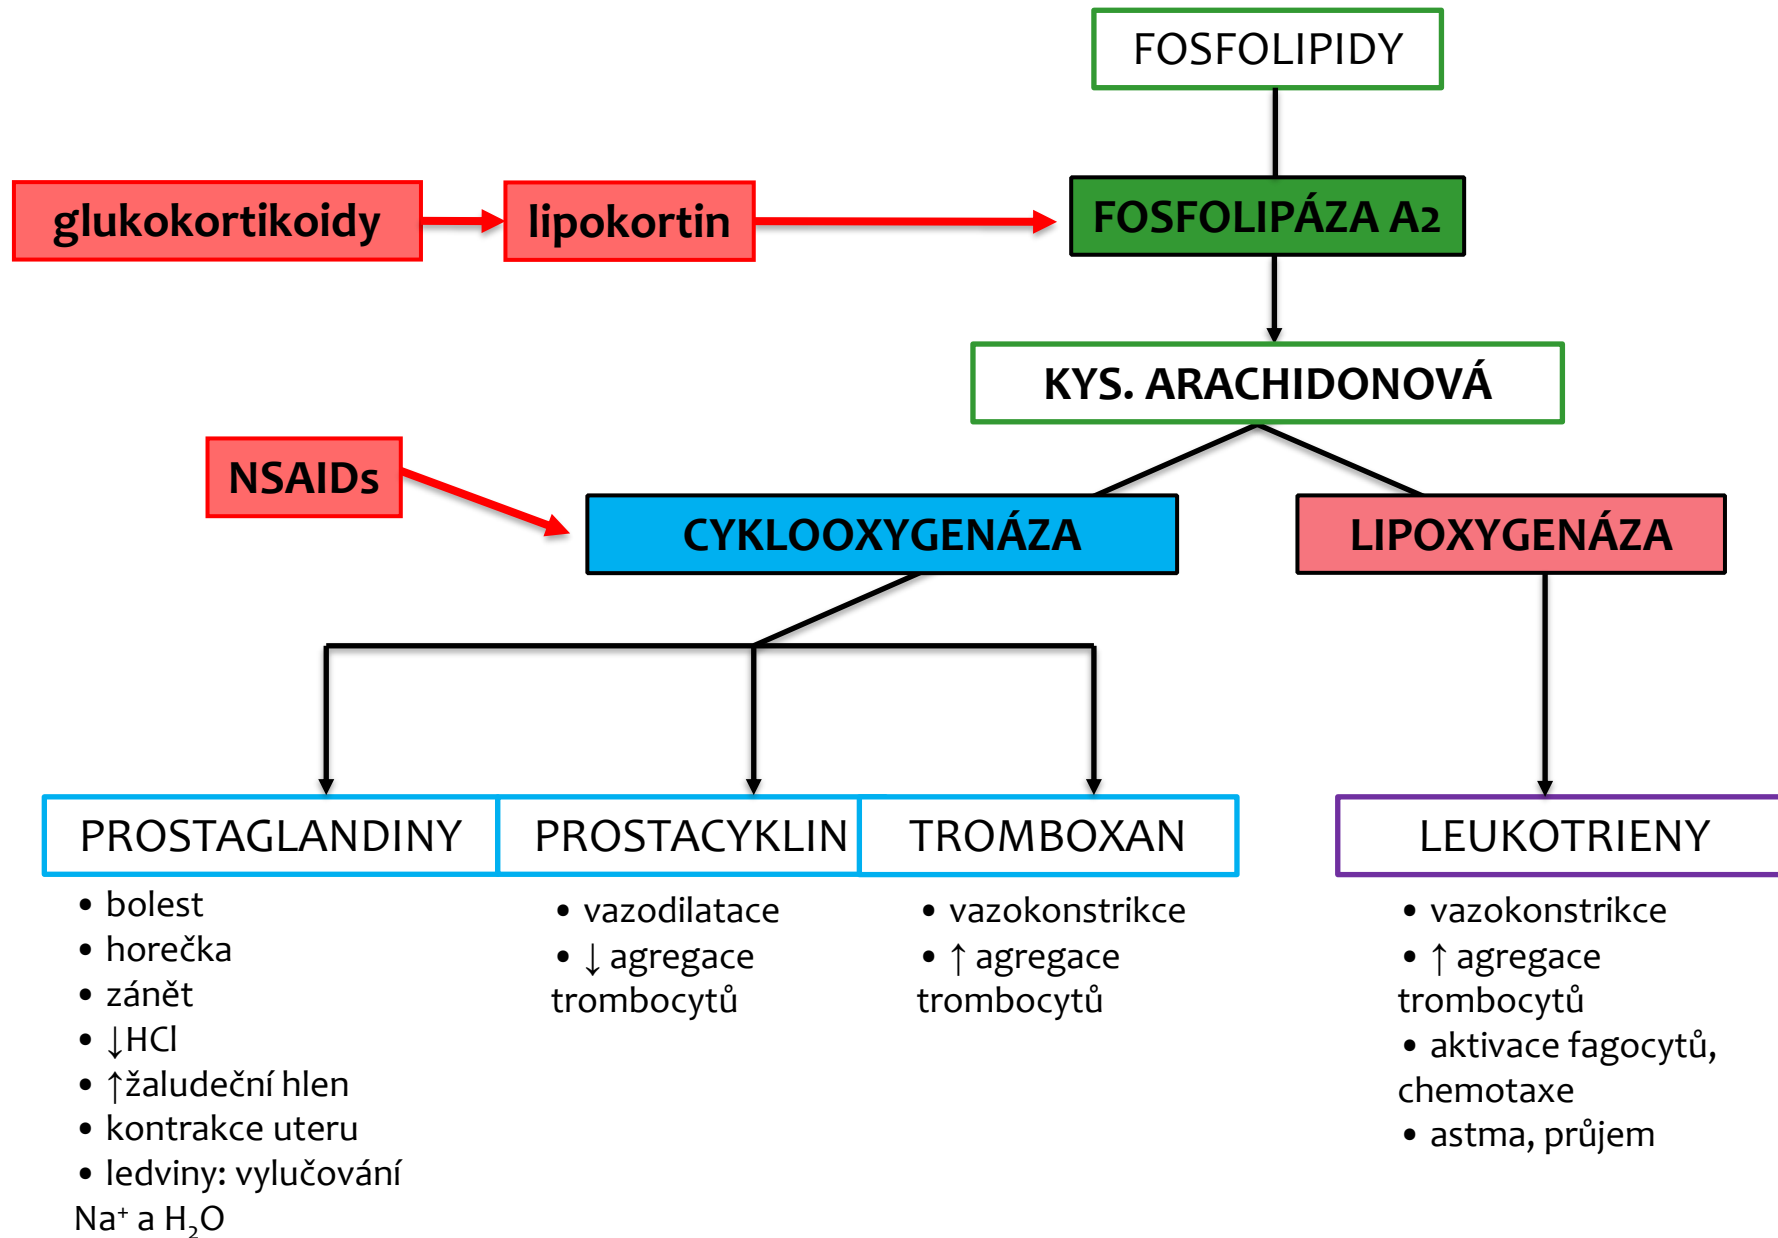 FOSFOLIPIDY
glukokortikoidy
lipokortin
FOSFOLIPÁZA A2
KYS. ARACHIDONOVÁ
NSAIDs
CYKLOOXYGENÁZA
LIPOXYGENÁZA
PROSTAGLANDINY
• bolest
• horečka
• zánět
• ↓HCl
• ↑žaludeční hlen
• kontrakce uteru
• ledviny: vylučování
Na⁺ a H₂O
PROSTACYKLIN
• vazodilatace
• ↓ agregace
trombocytů
TROMBOXAN
• vazokonstrikce
• ↑ agregace
trombocytů
LEUKOTRIENY
• vazokonstrikce
• ↑ agregace
trombocytů
• aktivace fagocytů,
chemotaxe
• astma, průjem